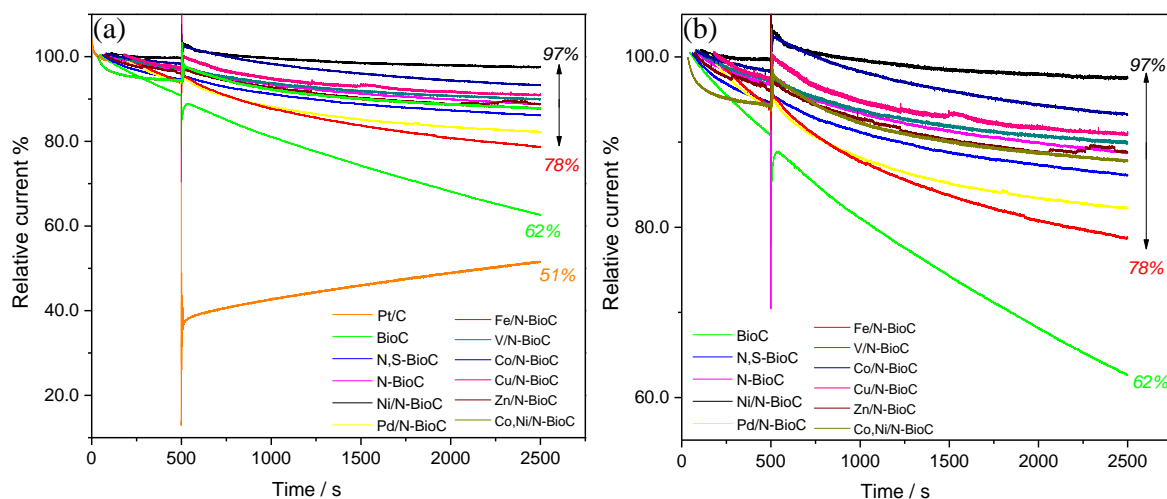 (a)
100.0
80.0
60.0
40.0
20.0
Relative current %
97%
78%
62%
51%
Pt/C
BioC
N,S-BioC
N-BioC
Ni/N-BioC
Pd/N-BioC
Fe/N-BioC
V/N-BioC
Co/N-BioC
Cu/N-BioC
Zn/N-BioC
Co,Ni/N-BioC
0
500
1000
1500
2000
2500
Time / s
(b)
100.0
80.0
60.0
Relative current %
97%
78%
62%
BioC
N,S-BioC
N-BioC
Ni/N-BioC
Pd/N-BioC
Fe/N-BioC
V/N-BioC
Co/N-BioC
Cu/N-BioC
Zn/N-BioC
Co,Ni/N-BioC
0
500
1000
1500
2000
2500
Time / s